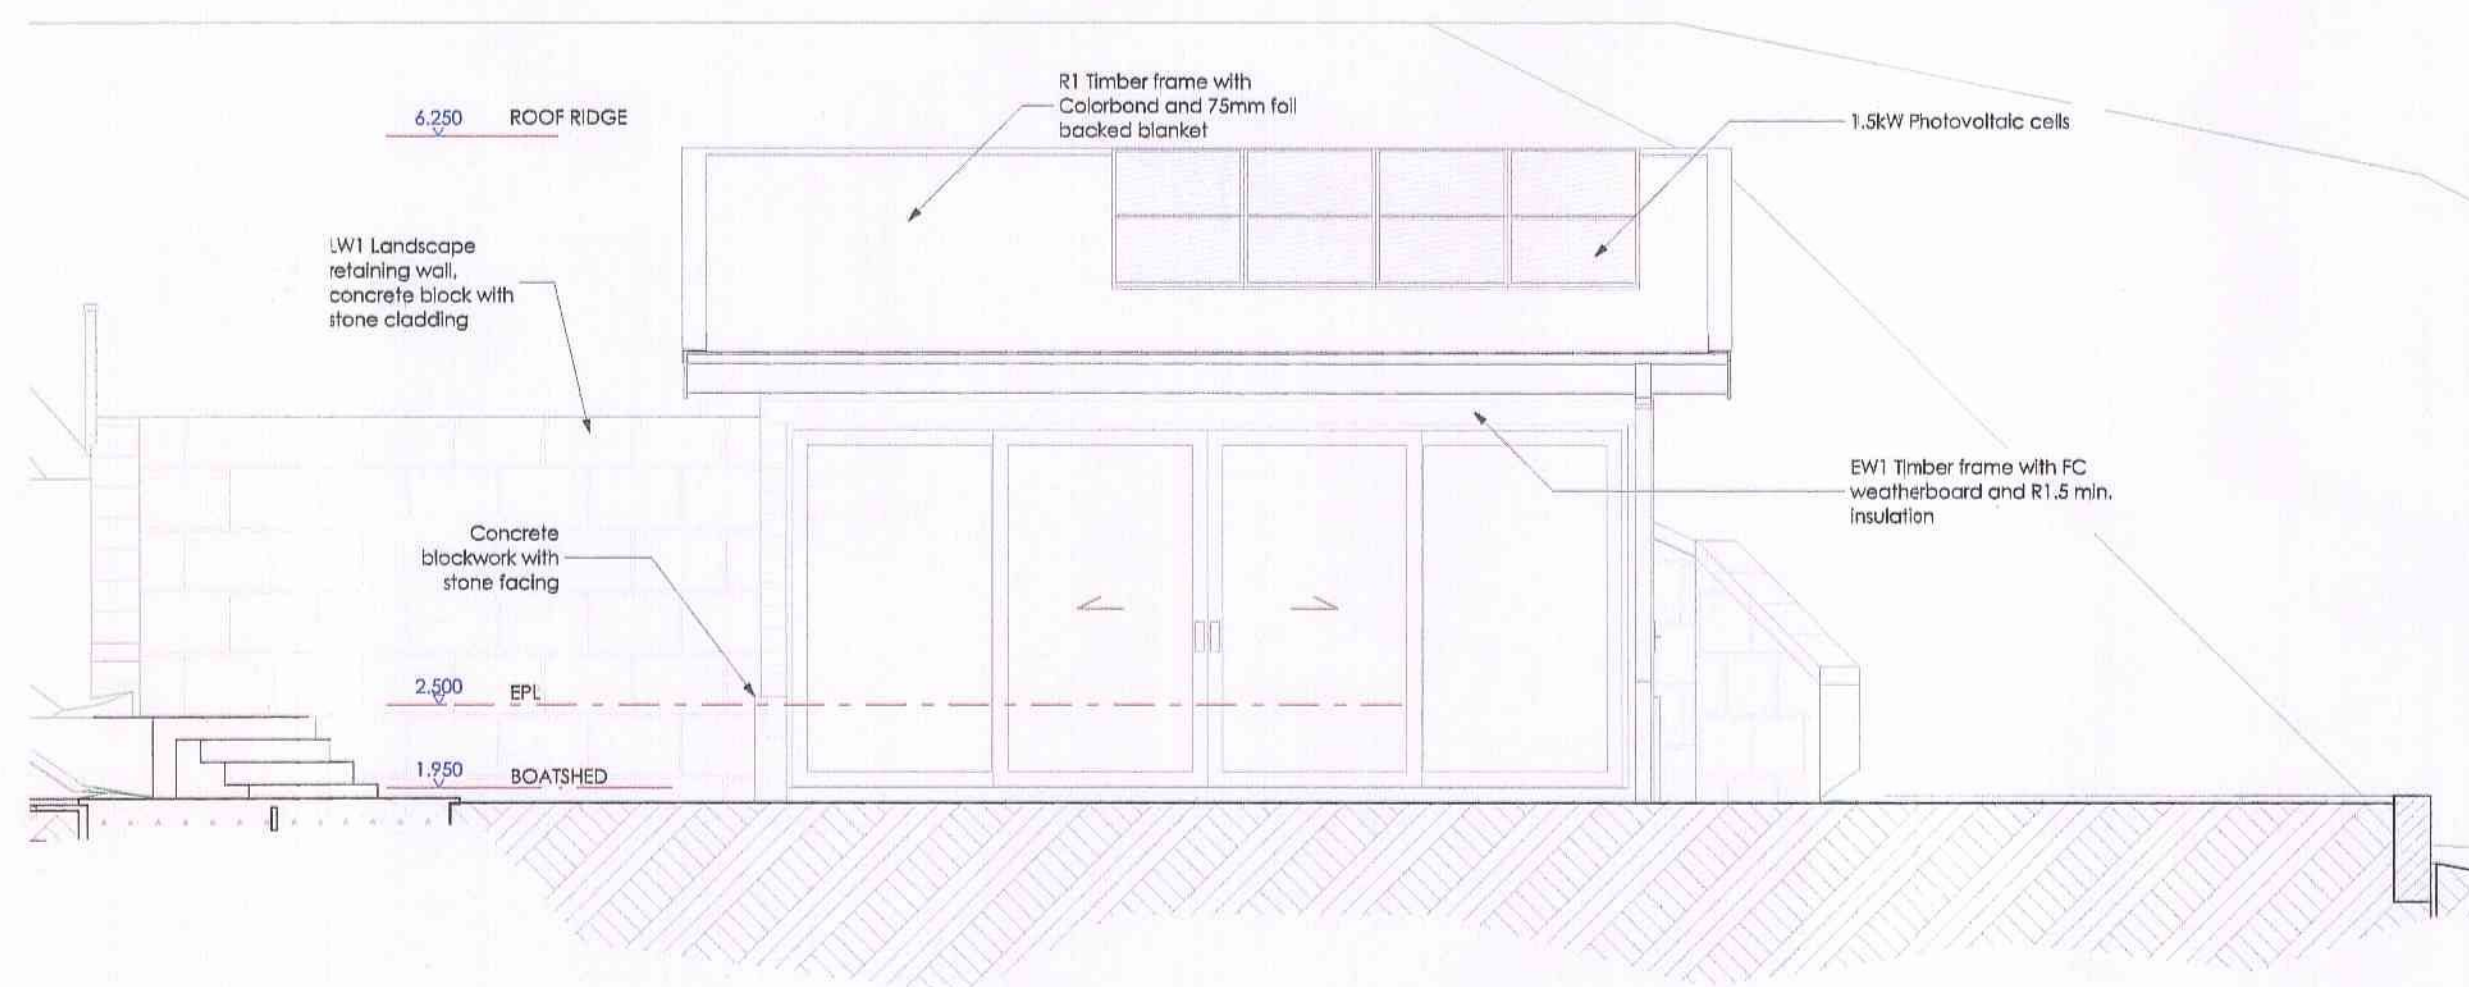 R1 Timber frame with
Colorbond and 75mm foil
backed blanket
6.250 ROOF RIDGE
1.5kW Photovoltaic cells
LW1 Landscape
retaining wall,
concrete block with
stone cladding
EW1 Timber frame with FC
weatherboard and R1.5 min.
insulation
Concrete
blockwork with
stone facing
2.500 EPL
1.950 BOATSHED